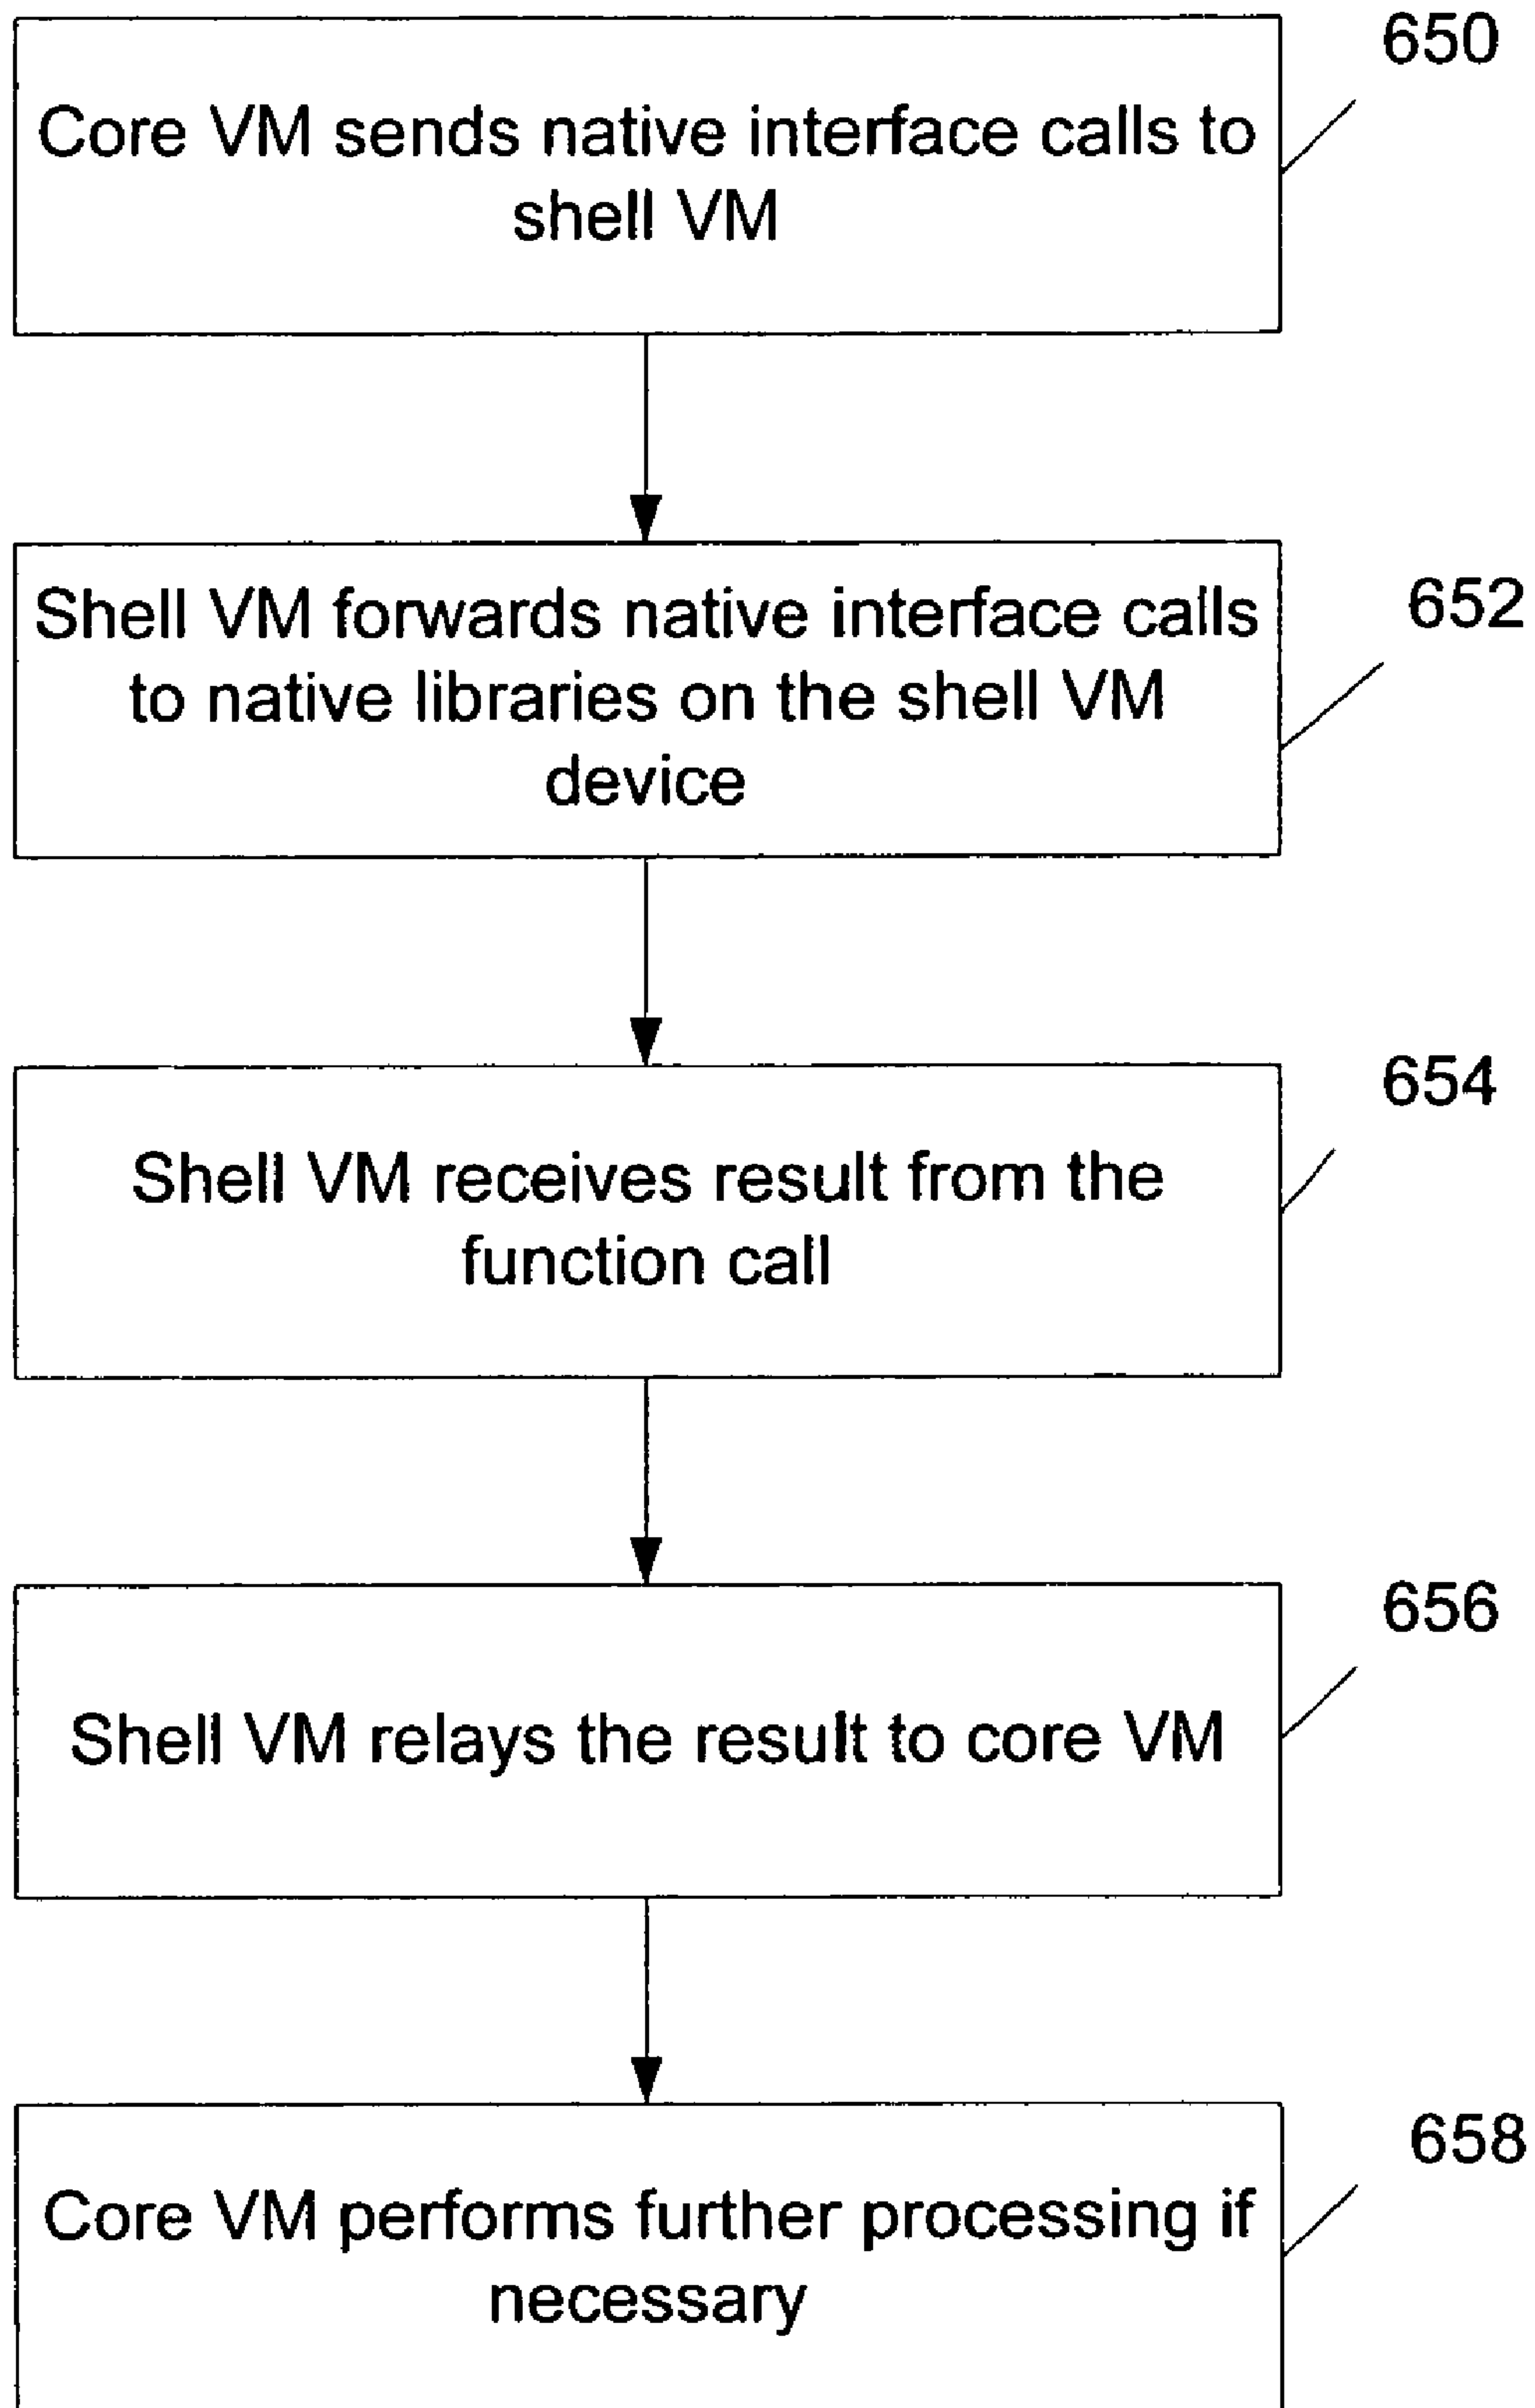 650
Core VM sends native interface calls to
shell VM
652
Shell VM forwards native interface calls
to native libraries on the shell VM
device
654
Shell VM receives result from the
function call
656
Shell VM relays the result to core VM
658
Core VM performs further processing if
necessary